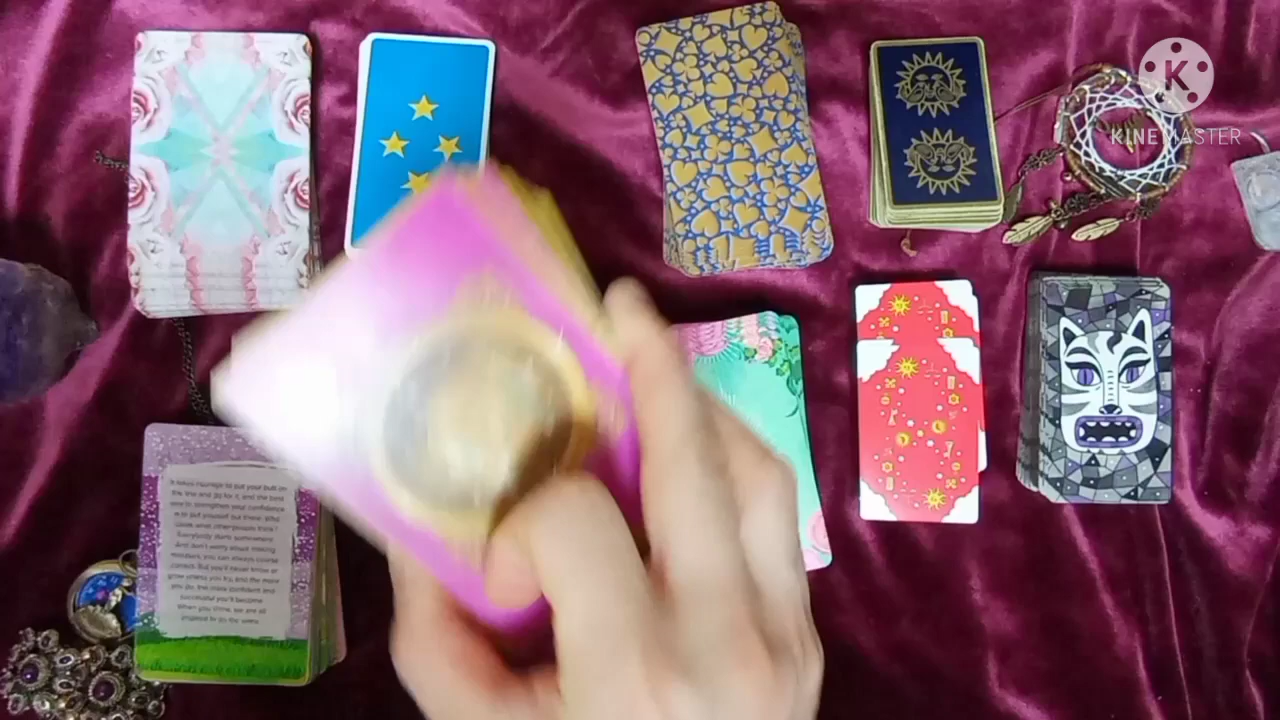 KINEMASTER
It takes courage to put your butt on
the line and go for it, and the best
way to strengthen your confidence
is to put yourself out there. Who
cares what other people think?
Everybody starts somewhere.
And don't worry about making
mistakes, you can always course
correct. But you'll never know or
grow unless you try, and the more
you do, the more confident and
successful you'll become.
When you shine, we are all
inspired to do the same.